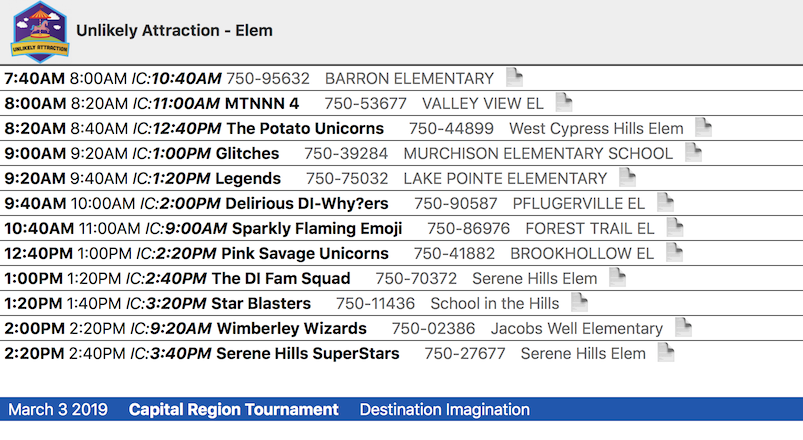 UNLIKELY ATTRACTION
Unlikely Attraction - Elem
7:40AM 8:00AM IC:10:40AM 750-95632 BARRON ELEMENTARY
8:00AM 8:20AM IC:11:00AM MTNNN 4 750-53677 VALLEY VIEW EL
8:20AM 8:40AM IC:12:40PM The Potato Unicorns 750-44899 West Cypress Hills Elem
9:00AM 9:20AM IC:1:00PM Glitches 750-39284 MURCHISON ELEMENTARY SCHOOL
9:20AM 9:40AM IC:1:20PM Legends 750-75032 LAKE POINTE ELEMENTARY
9:40AM 10:00AM IC:2:00PM Delirious DI-Why?ers 750-90587 PFLUGERVILLE EL
10:40AM 11:00AM IC:9:00AM Sparkly Flaming Emoji 750-86976 FOREST TRAIL EL
12:40PM 1:00PM IC:2:20PM Pink Savage Unicorns 750-41882 BROOKHOLLOW EL
1:00PM 1:20PM IC:2:40PM The DI Fam Squad 750-70372 Serene Hills Elem
1:20PM 1:40PM IC:3:20PM Star Blasters 750-11436 School in the Hills
2:00PM 2:20PM IC:9:20AM Wimberley Wizards 750-02386 Jacobs Well Elementary
2:20PM 2:40PM IC:3:40PM Serene Hills SuperStars 750-27677 Serene Hills Elem
March 3 2019 Capital Region Tournament Destination Imagination